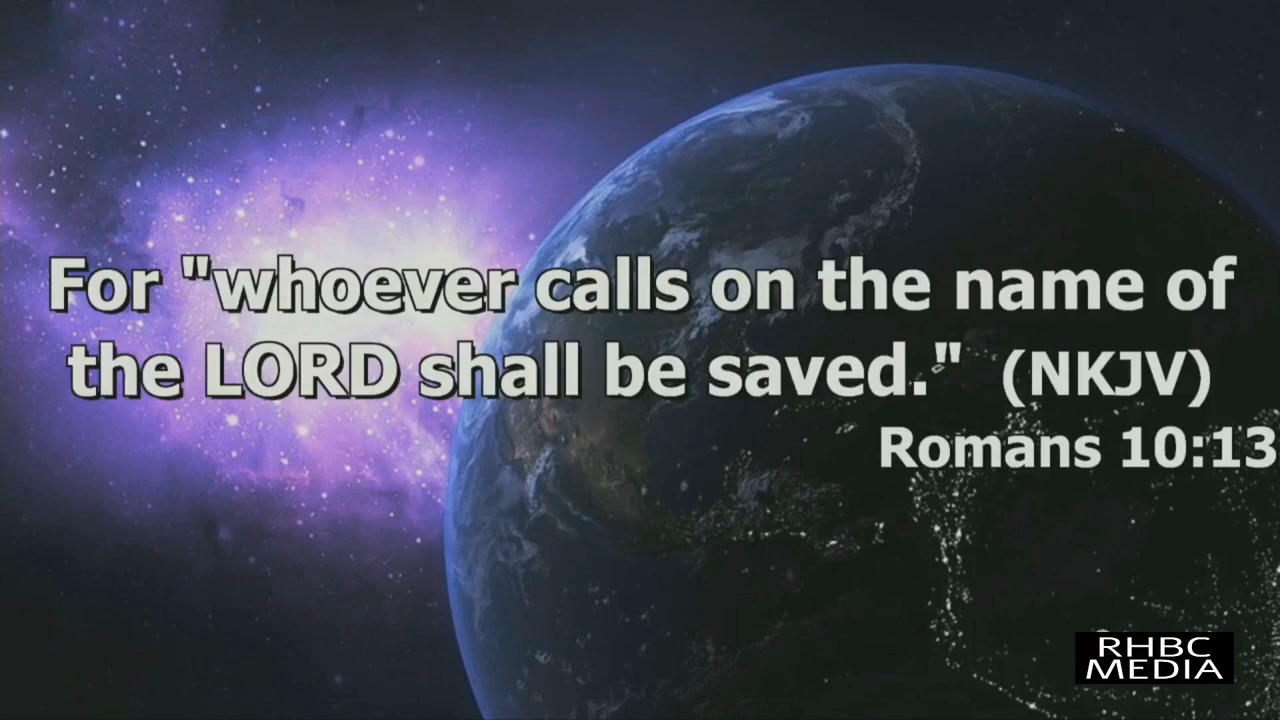 For "whoever calls on the name of
the LORD shall be saved." (NKJV)
Romans 10:13
RHBC
MEDIA